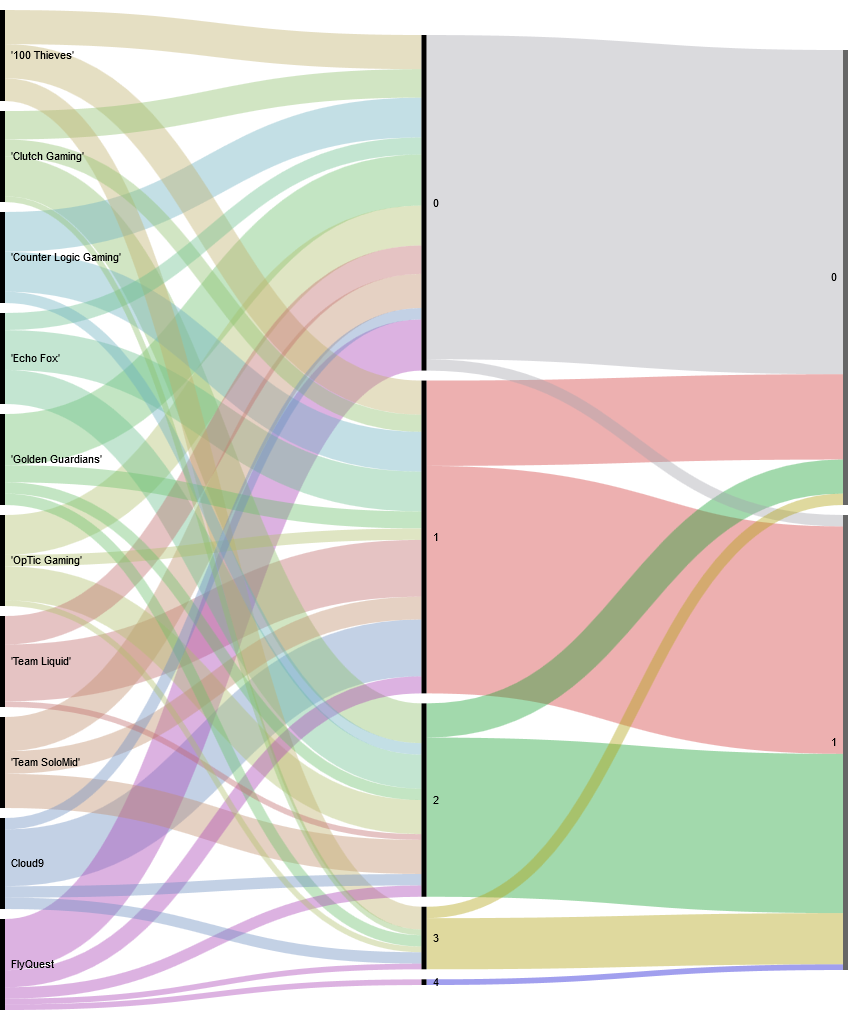 '100 Thieves'
'Clutch Gaming'
0
'Counter Logic Gaming'
0
'Echo Fox'
'Golden Guardians'
1
'OpTic Gaming'
'Team Liquid'
1
'Team SoloMid'
2
Cloud9
3
FlyQuest
4